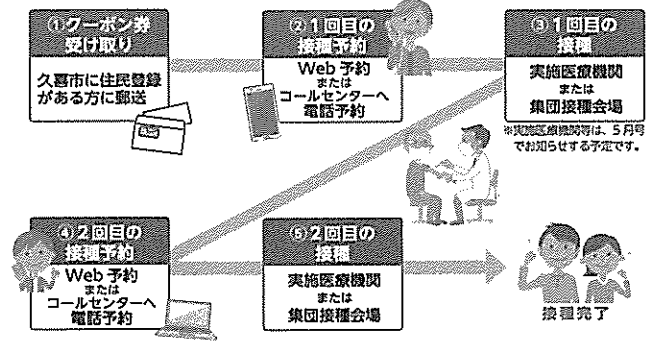 ①クーポン券
受け取り
久喜市に住民登録
がある方に郵送
②1回目の
接種予約
Web 予約
または
コールセンターへ
電話予約
③1回目の
接種
実施医療機関
または
集団接種会場
※実施医療機関等は、5月号
でお知らせする予定です。
④2回目の
接種予約
Web 予約
または
コールセンターへ
電話予約
⑤2回目の
接種
実施医療機関
または
集団接種会場
接種完了